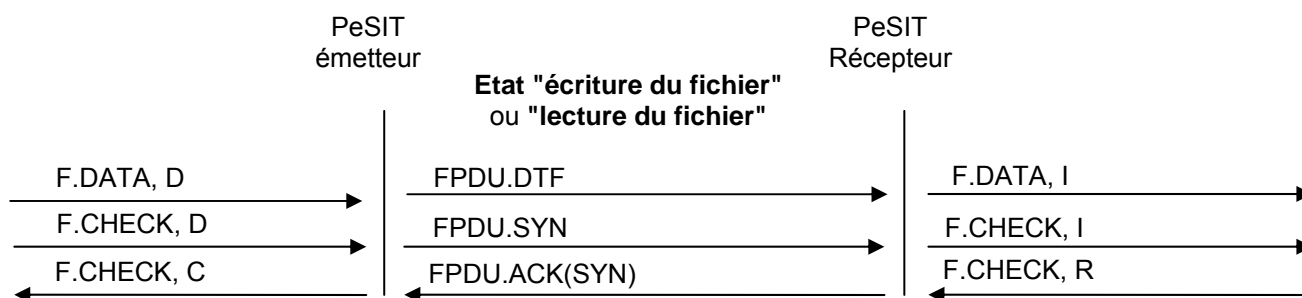 PeSIT
émetteur
PeSIT
Récepteur
Etat "écriture du fichier"
ou "lecture du fichier"
F.DATA, D
FPDU.DTF
F.DATA, I
F.CHECK, D
FPDU.SYN
F.CHECK, I
F.CHECK, C
FPDU.ACK(SYN)
F.CHECK, R